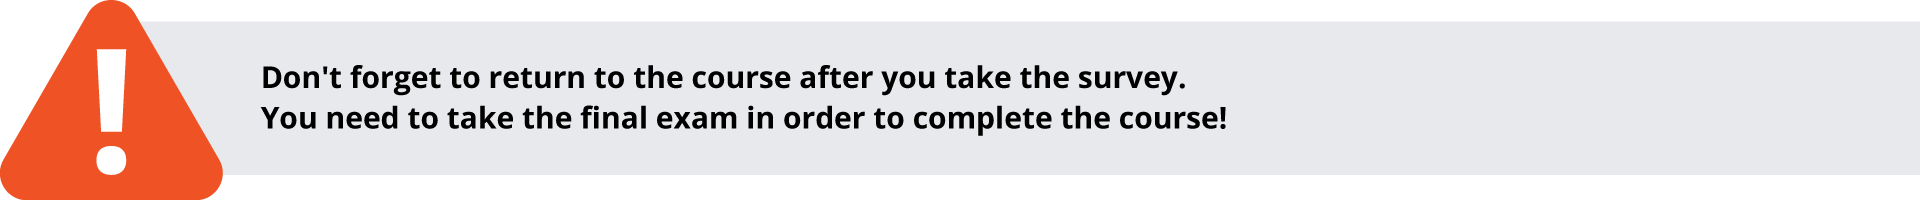 Don't forget to return to the course after you take the survey.
You need to take the final exam in order to complete the course!